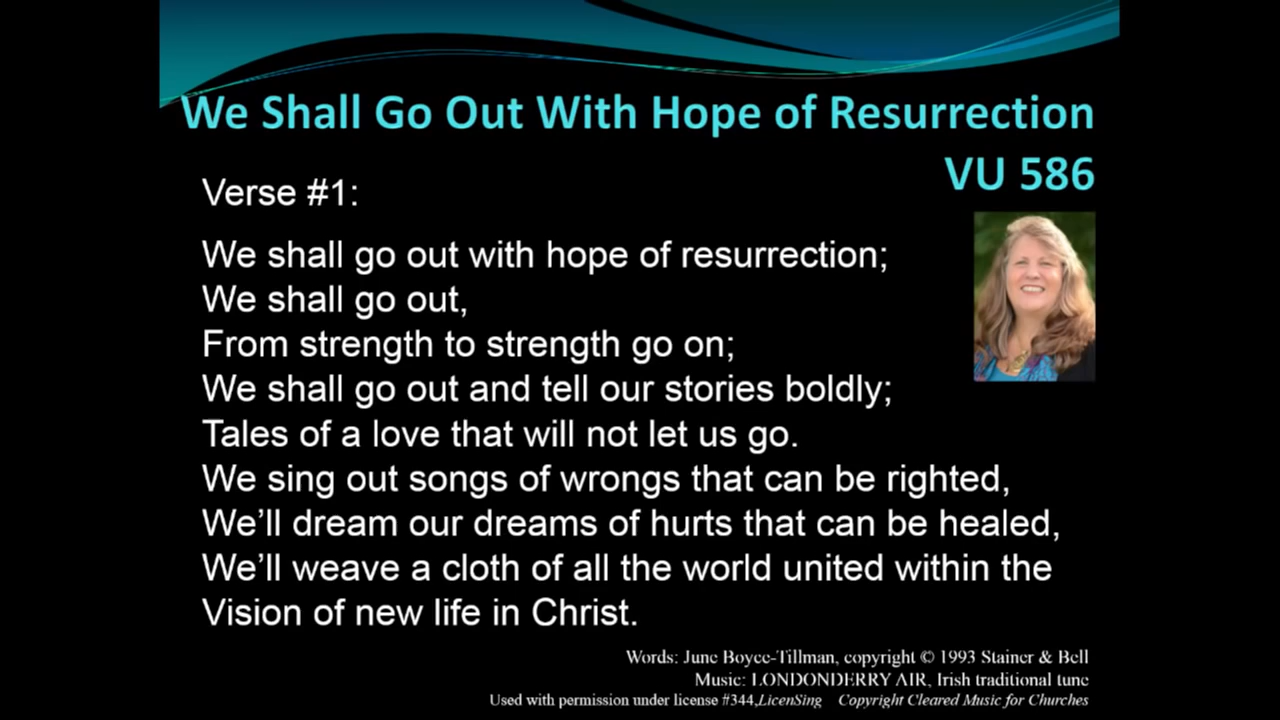 We Shall Go Out With Hope of Resurrection
VU 586
Verse #1:
We shall go out with hope of resurrection;
We shall go out,
From strength to strength go on;
We shall go out and tell our stories boldly;
Tales of a love that will not let us go.
We sing out songs of wrongs that can be righted,
We’ll dream our dreams of hurts that can be healed,
We’ll weave a cloth of all the world united within the
Vision of new life in Christ.
Words: June Boyce-Tillman, copyright © 1993 Stainer & Bell
Music: LONDONDERRY AIR, Irish traditional tune
Used with permission under license #344,LicenSing    Copyright Cleared Music for Churches